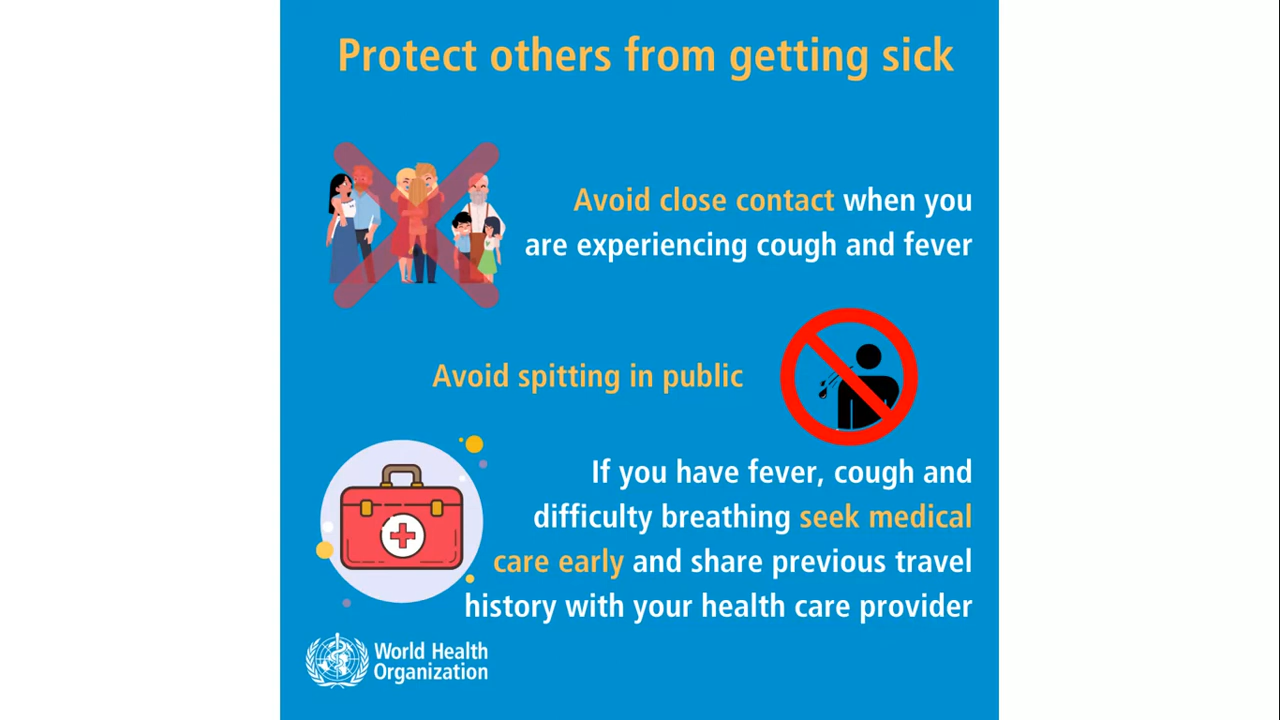 Protect others from getting sick
Avoid close contact when you
are experiencing cough and fever
Avoid spitting in public
If you have fever, cough and
difficulty breathing seek medical
care early and share previous travel
history with your health care provider
World Health
Organization